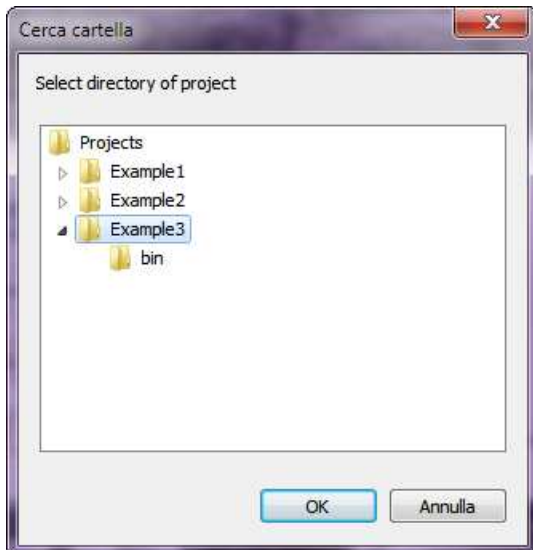 Cerca cartella
Select directory of project
Projects
Example1
Example2
Example3
bin
OK Annulla